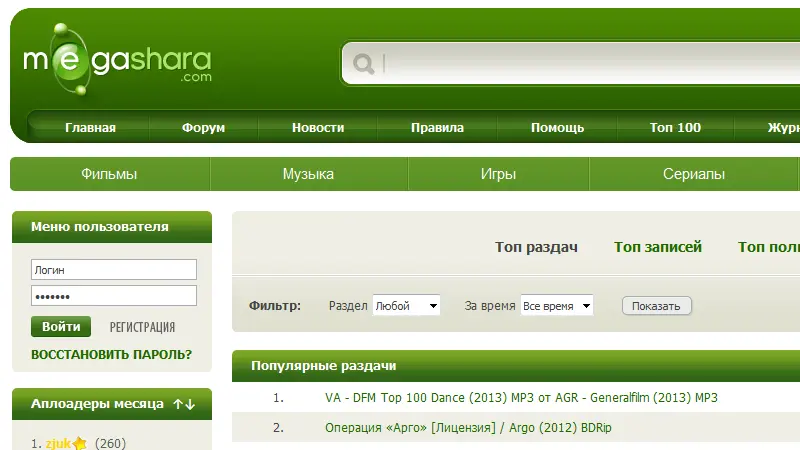 megashara
.com
Главная Форум Новости Правила Помощь Топ 100
Фильмы Музыка Игры Сериалы
Меню пользователя
Логин
•••••••
Войти РЕГИСТРАЦИЯ
ВОССТАНОВИТЬ ПАРОЛЬ?
Аплоадеры месяца ↑↓
1. zjuk (260)
Топ раздач Топ записей Топ
Фильтр: Раздел Любой За время Все время Показать
Популярные раздачи
1. VA - DFM Top 100 Dance (2013) MP3 от AGR - Generalfilm (2013) MP3
2. Операция «Арго» [Лицензия] / Argo (2012) BDRip